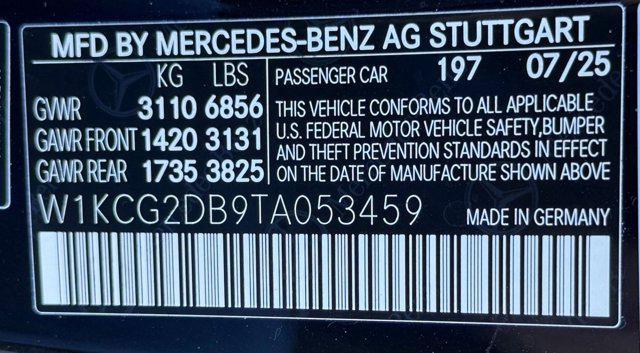 MFD BY MERCEDES-BENZ AG STUTTGART
KG LBS
PASSENGER CAR 197 07/25
GVWR 3110 6856
GAWR FRONT 1420 3131
GAWR REAR 1735 3825
THIS VEHICLE CONFORMS TO ALL APPLICABLE
U.S. FEDERAL MOTOR VEHICLE SAFETY,BUMPER
AND THEFT PREVENTION STANDARDS IN EFFECT
ON THE DATE OF MANUFACTURE SHOWN ABOVE
W1KCG2DB9TA053459
MADE IN GERMANY